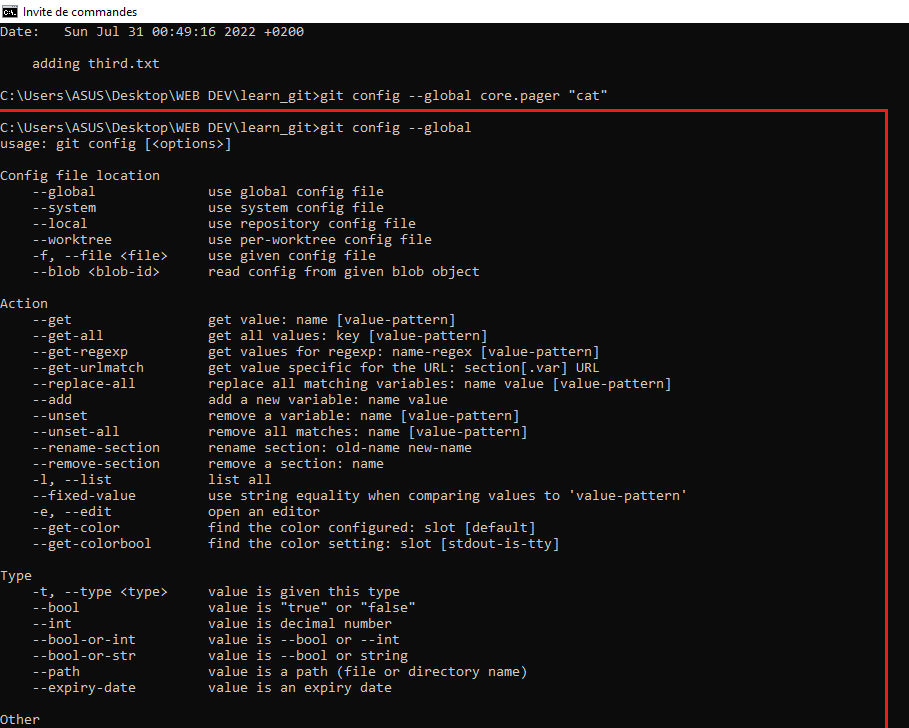 Invite de commandes
Date:   Sun Jul 31 00:49:16 2022 +0200

    adding third.txt

C:\Users\ASUS\Desktop\WEB DEV\learn_git>git config --global core.pager "cat"

C:\Users\ASUS\Desktop\WEB DEV\learn_git>git config --global
usage: git config [<options>]

Config file location
    --global              use global config file
    --system              use system config file
    --local               use repository config file
    --worktree            use per-worktree config file
    -f, --file <file>     use given config file
    --blob <blob-id>      read config from given blob object

Action
    --get                 get value: name [value-pattern]
    --get-all             get all values: key [value-pattern]
    --get-regexp          get values for regexp: name-regex [value-pattern]
    --get-urlmatch        get value specific for the URL: section[.var] URL
    --replace-all         replace all matching variables: name value [value-pattern]
    --add                 add a new variable: name value
    --unset               remove a variable: name [value-pattern]
    --unset-all           remove all matches: name [value-pattern]
    --rename-section      rename section: old-name new-name
    --remove-section      remove a section: name
    -l, --list            list all
    --fixed-value         use string equality when comparing values to 'value-pattern'
    -e, --edit            open an editor
    --get-color           find the color configured: slot [default]
    --get-colorbool       find the color setting: slot [stdout-is-tty]

Type
    -t, --type <type>     value is given this type
    --bool                value is "true" or "false"
    --int                 value is decimal number
    --bool-or-int         value is --bool or --int
    --bool-or-str         value is --bool or string
    --path                value is a path (file or directory name)
    --expiry-date         value is an expiry date

Other